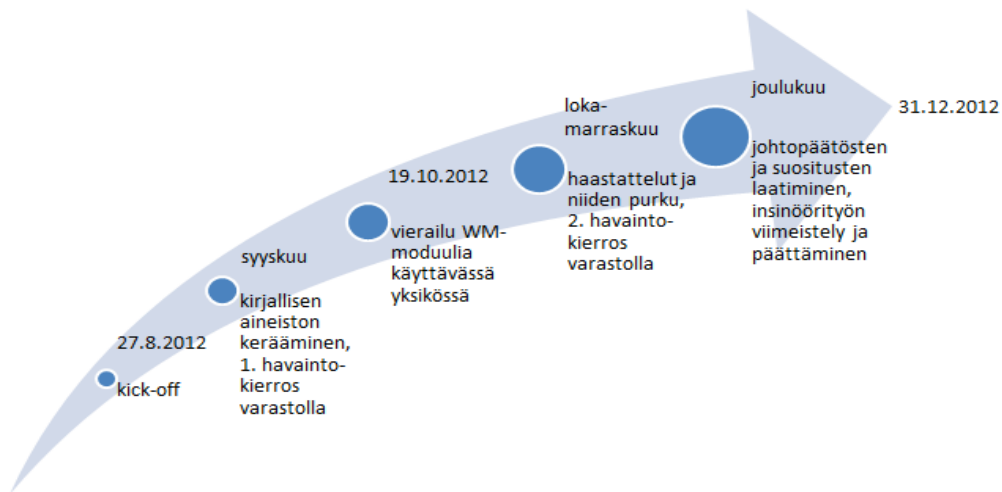 27.8.2012
kick-off
syyskuu
kirjallisen
aineiston
kerääminen,
1. havainto-
kierros
varastolla
19.10.2012
vierailu WM-
moduulia
käyttävässä
yksikössä
loka-
marraskuu
haastattelut ja
niiden purku,
2. havainto-
kierros
varastolla
joulukuu
johtopäätösten
ja suositusten
laatiminen,
insinöörityön
viimeistely ja
päättäminen
31.12.2012